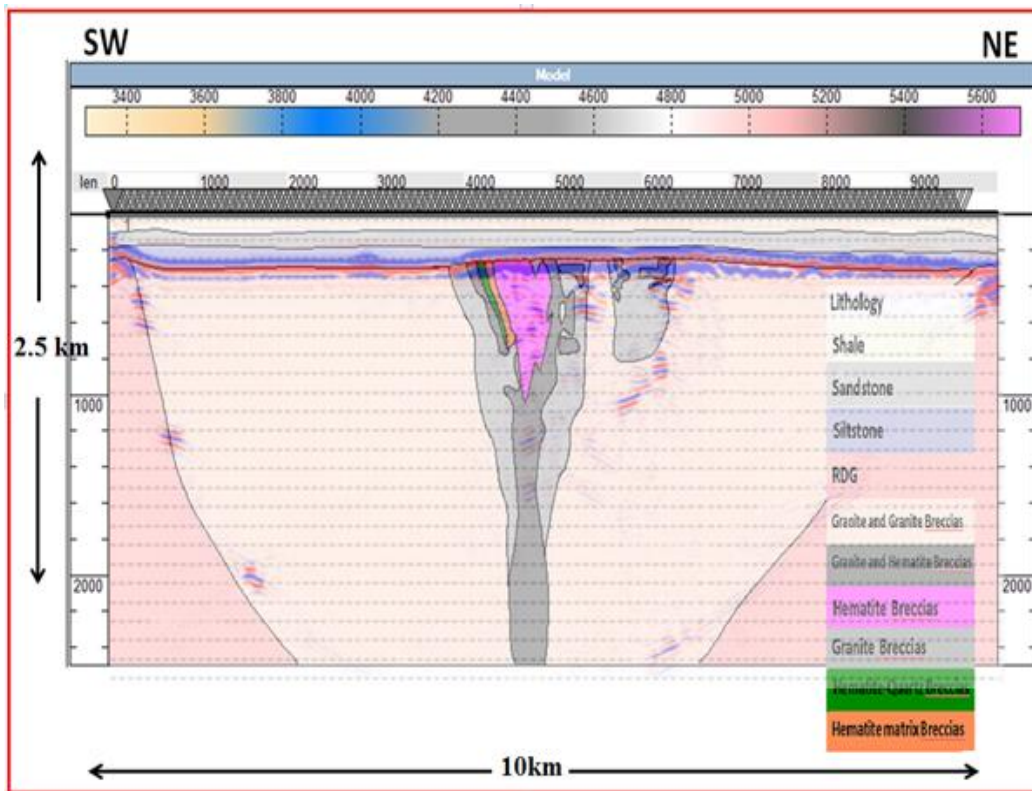 SW NE
Model
3400 3600 3800 4000 4200 4400 4600 4800 5000 5200 5400 5600
len 0 1000 2000 3000 4000 5000 6000 7000 8000 9000
Lithology
2.5 km
Shale
Sandstone
1000 1000
Siltstone
RDG
Granite and Granite Breccias
Granite and Hematite Breccias
2000 2000
Hematite Breccias
Granite Breccias
Hematite-Quartz Breccias
Hematite matrix Breccias
10km